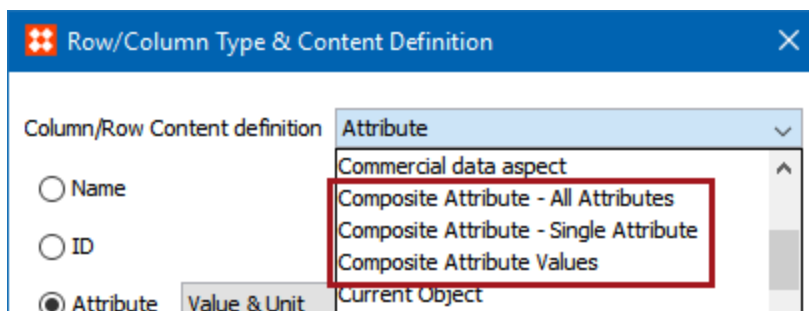 Row/Column Type & Content Definition
Column/Row Content definition Attribute
Commercial data aspect
Name
Composite Attribute - All Attributes
Composite Attribute - Single Attribute
ID
Composite Attribute Values
Current Object
Attribute Value & Unit